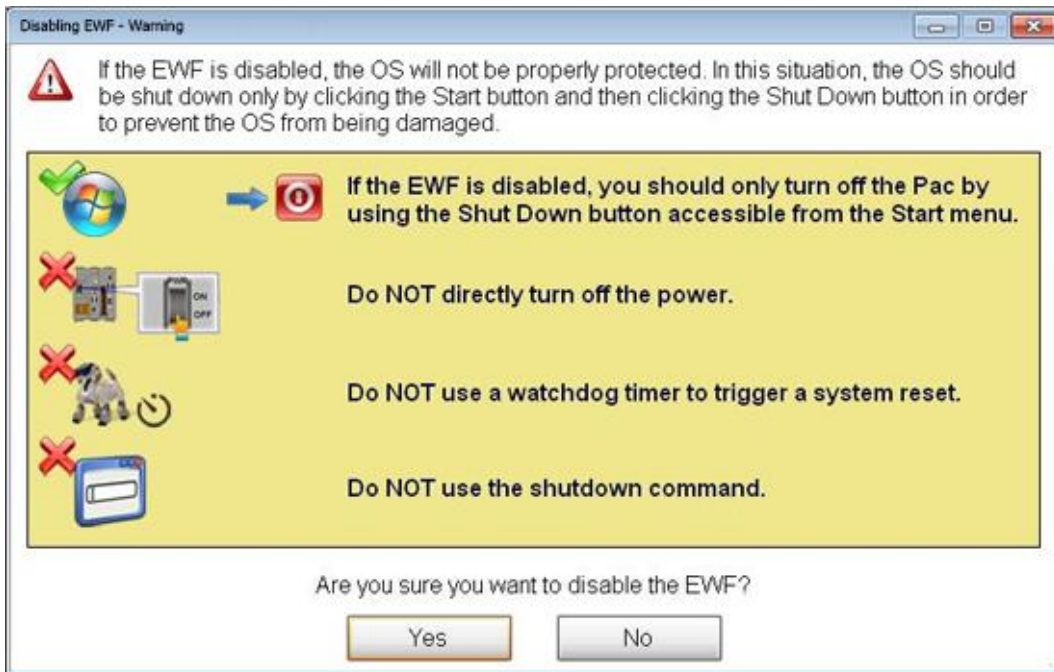 Disabling EWF - Warning
If the EWF is disabled, the OS will not be properly protected. In this situation, the OS should
be shut down only by clicking the Start button and then clicking the Shut Down button in order
to prevent the OS from being damaged.
If the EWF is disabled, you should only turn off the Pac by
using the Shut Down button accessible from the Start menu.
ON
OFF
Do NOT directly turn off the power.
Do NOT use a watchdog timer to trigger a system reset.
Do NOT use the shutdown command.
Are you sure you want to disable the EWF?
Yes
No